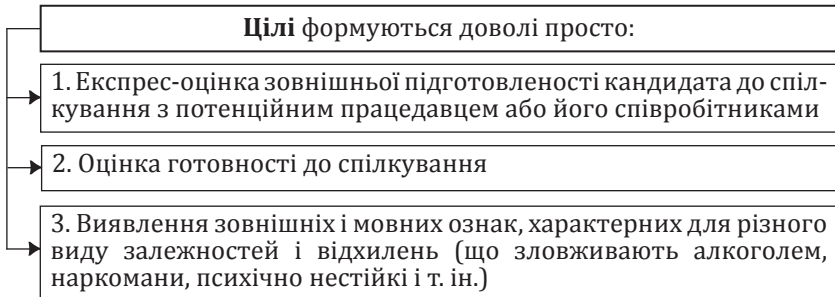 Цілі формуються доволі просто:
1. Експрес-оцінка зовнішньої підготовленості кандидата до спіл-
кування з потенційним працедавцем або його співробітниками
2. Оцінка готовності до спілкування
3. Виявлення зовнішніх і мовних ознак, характерних для різного
виду залежностей і відхилень (що зловживають алкоголем,
наркомани, психічно нестійкі і т. ін.)